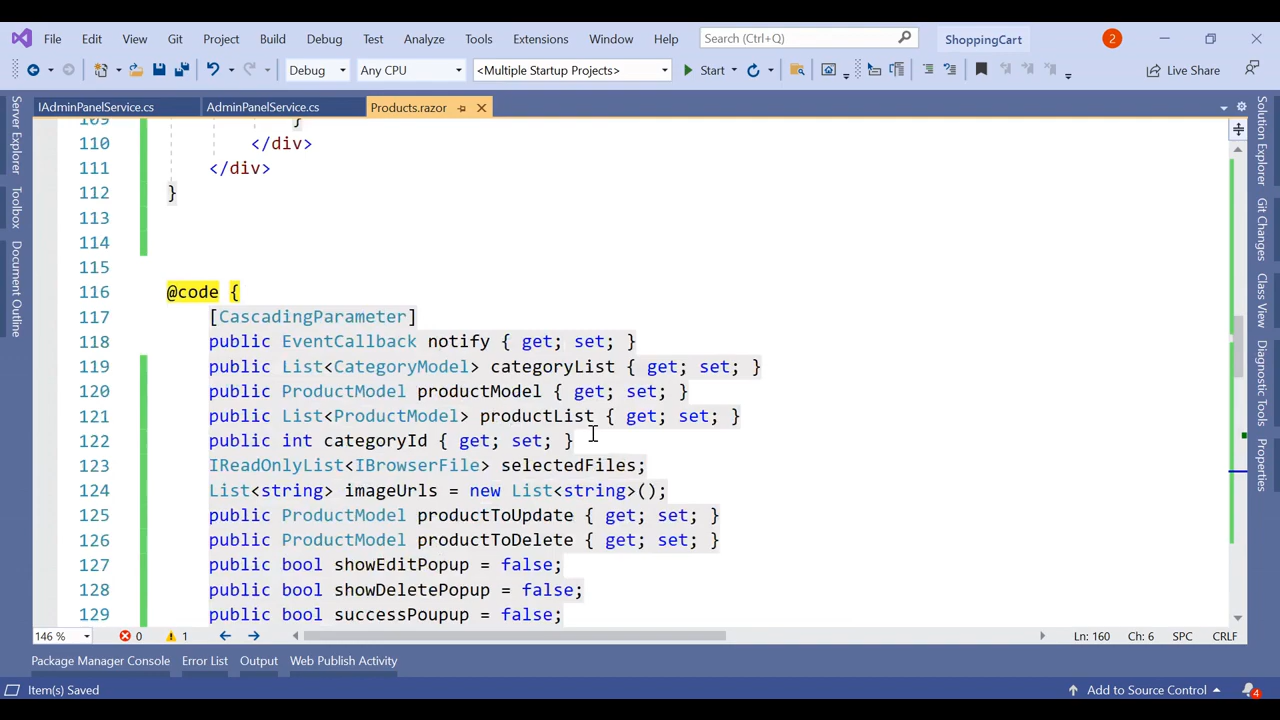 File Edit View Git Project Build Debug Test Analyze Tools Extensions Window Help Search (Ctrl+Q) ShoppingCart 2
Debug Any CPU <Multiple Startup Projects> Start Live Share
IAdminPanelService.cs AdminPanelService.cs Products.razor
Server Explorer
Toolbox
Document Outline
109 }
110 </div>
111 </div>
112 }
113
114
115
116 @code {
117 [CascadingParameter]
118 public EventCallback notify { get; set; }
119 public List<CategoryModel> categoryList { get; set; }
120 public ProductModel productModel { get; set; }
121 public List<ProductModel> productList { get; set; }
122 public int categoryId { get; set; }
123 IReadOnlyList<IBrowserFile> selectedFiles;
124 List<string> imageUrls = new List<string>();
125 public ProductModel productToUpdate { get; set; }
126 public ProductModel productToDelete { get; set; }
127 public bool showEditPopup = false;
128 public bool showDeletePopup = false;
129 public bool successPoupup = false;
Solution Explorer
Git Changes
Class View
Diagnostic Tools
Properties
146 % 0 1 Ln: 160 Ch: 6 SPC CRLF
Package Manager Console Error List Output Web Publish Activity
Item(s) Saved Add to Source Control 4